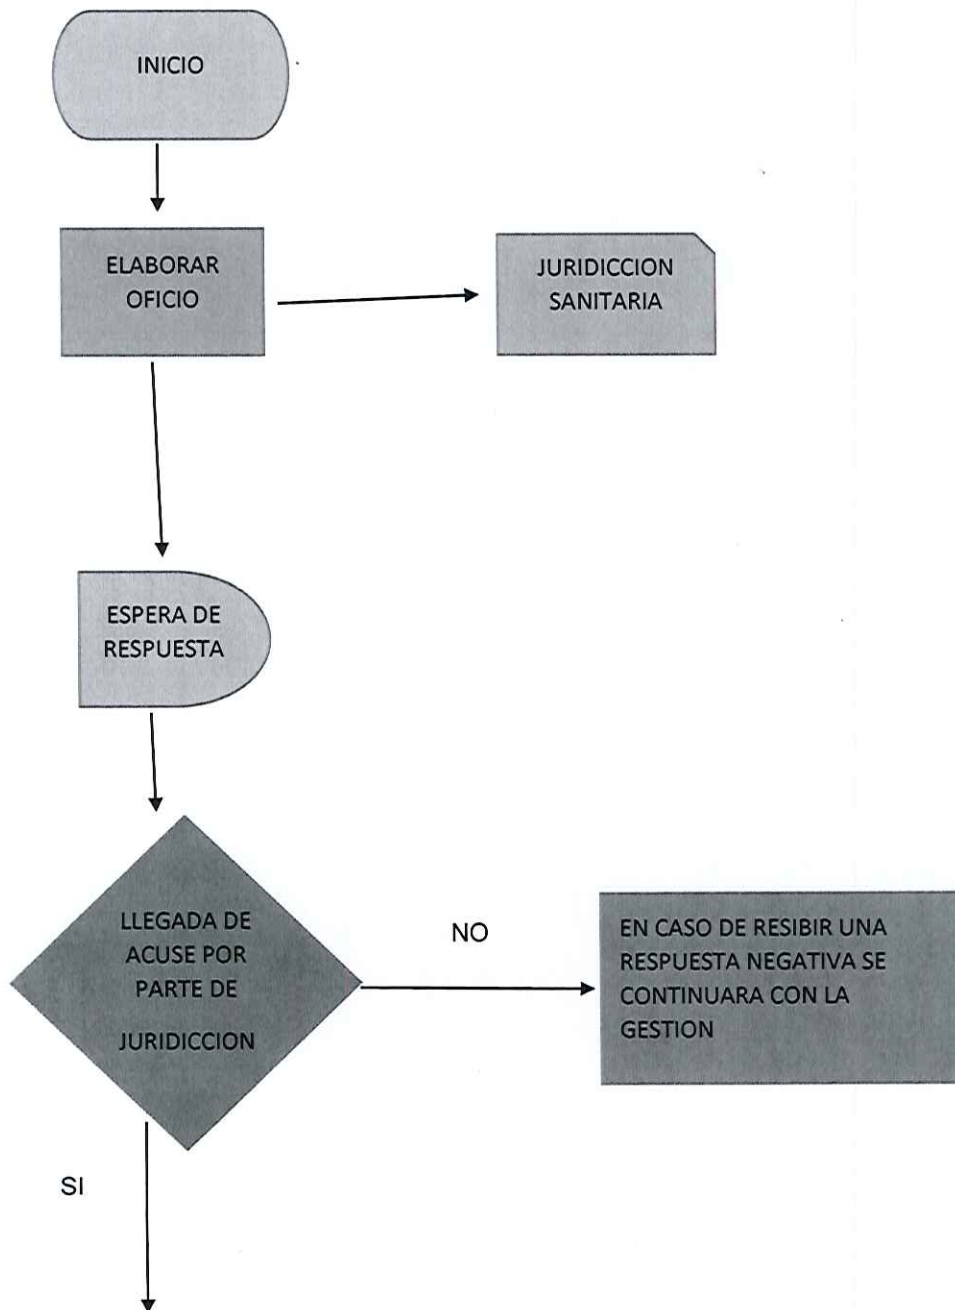 INICIO
ELABORAR
OFICIO
JURIDICCION
SANITARIA
ESPERA DE
RESPUESTA
LLEGADA DE
ACUSE POR
PARTE DE
JURIDICCION
NO
EN CASO DE RESIBIR UNA
RESPUESTA NEGATIVA SE
CONTINUARA CON LA
GESTION
SI